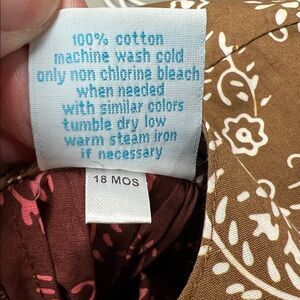 100% cotton
machine wash cold
only non chlorine bleach
when needed
with similar colors
tumble dry low
warm steam iron
if necessary
18 MOS